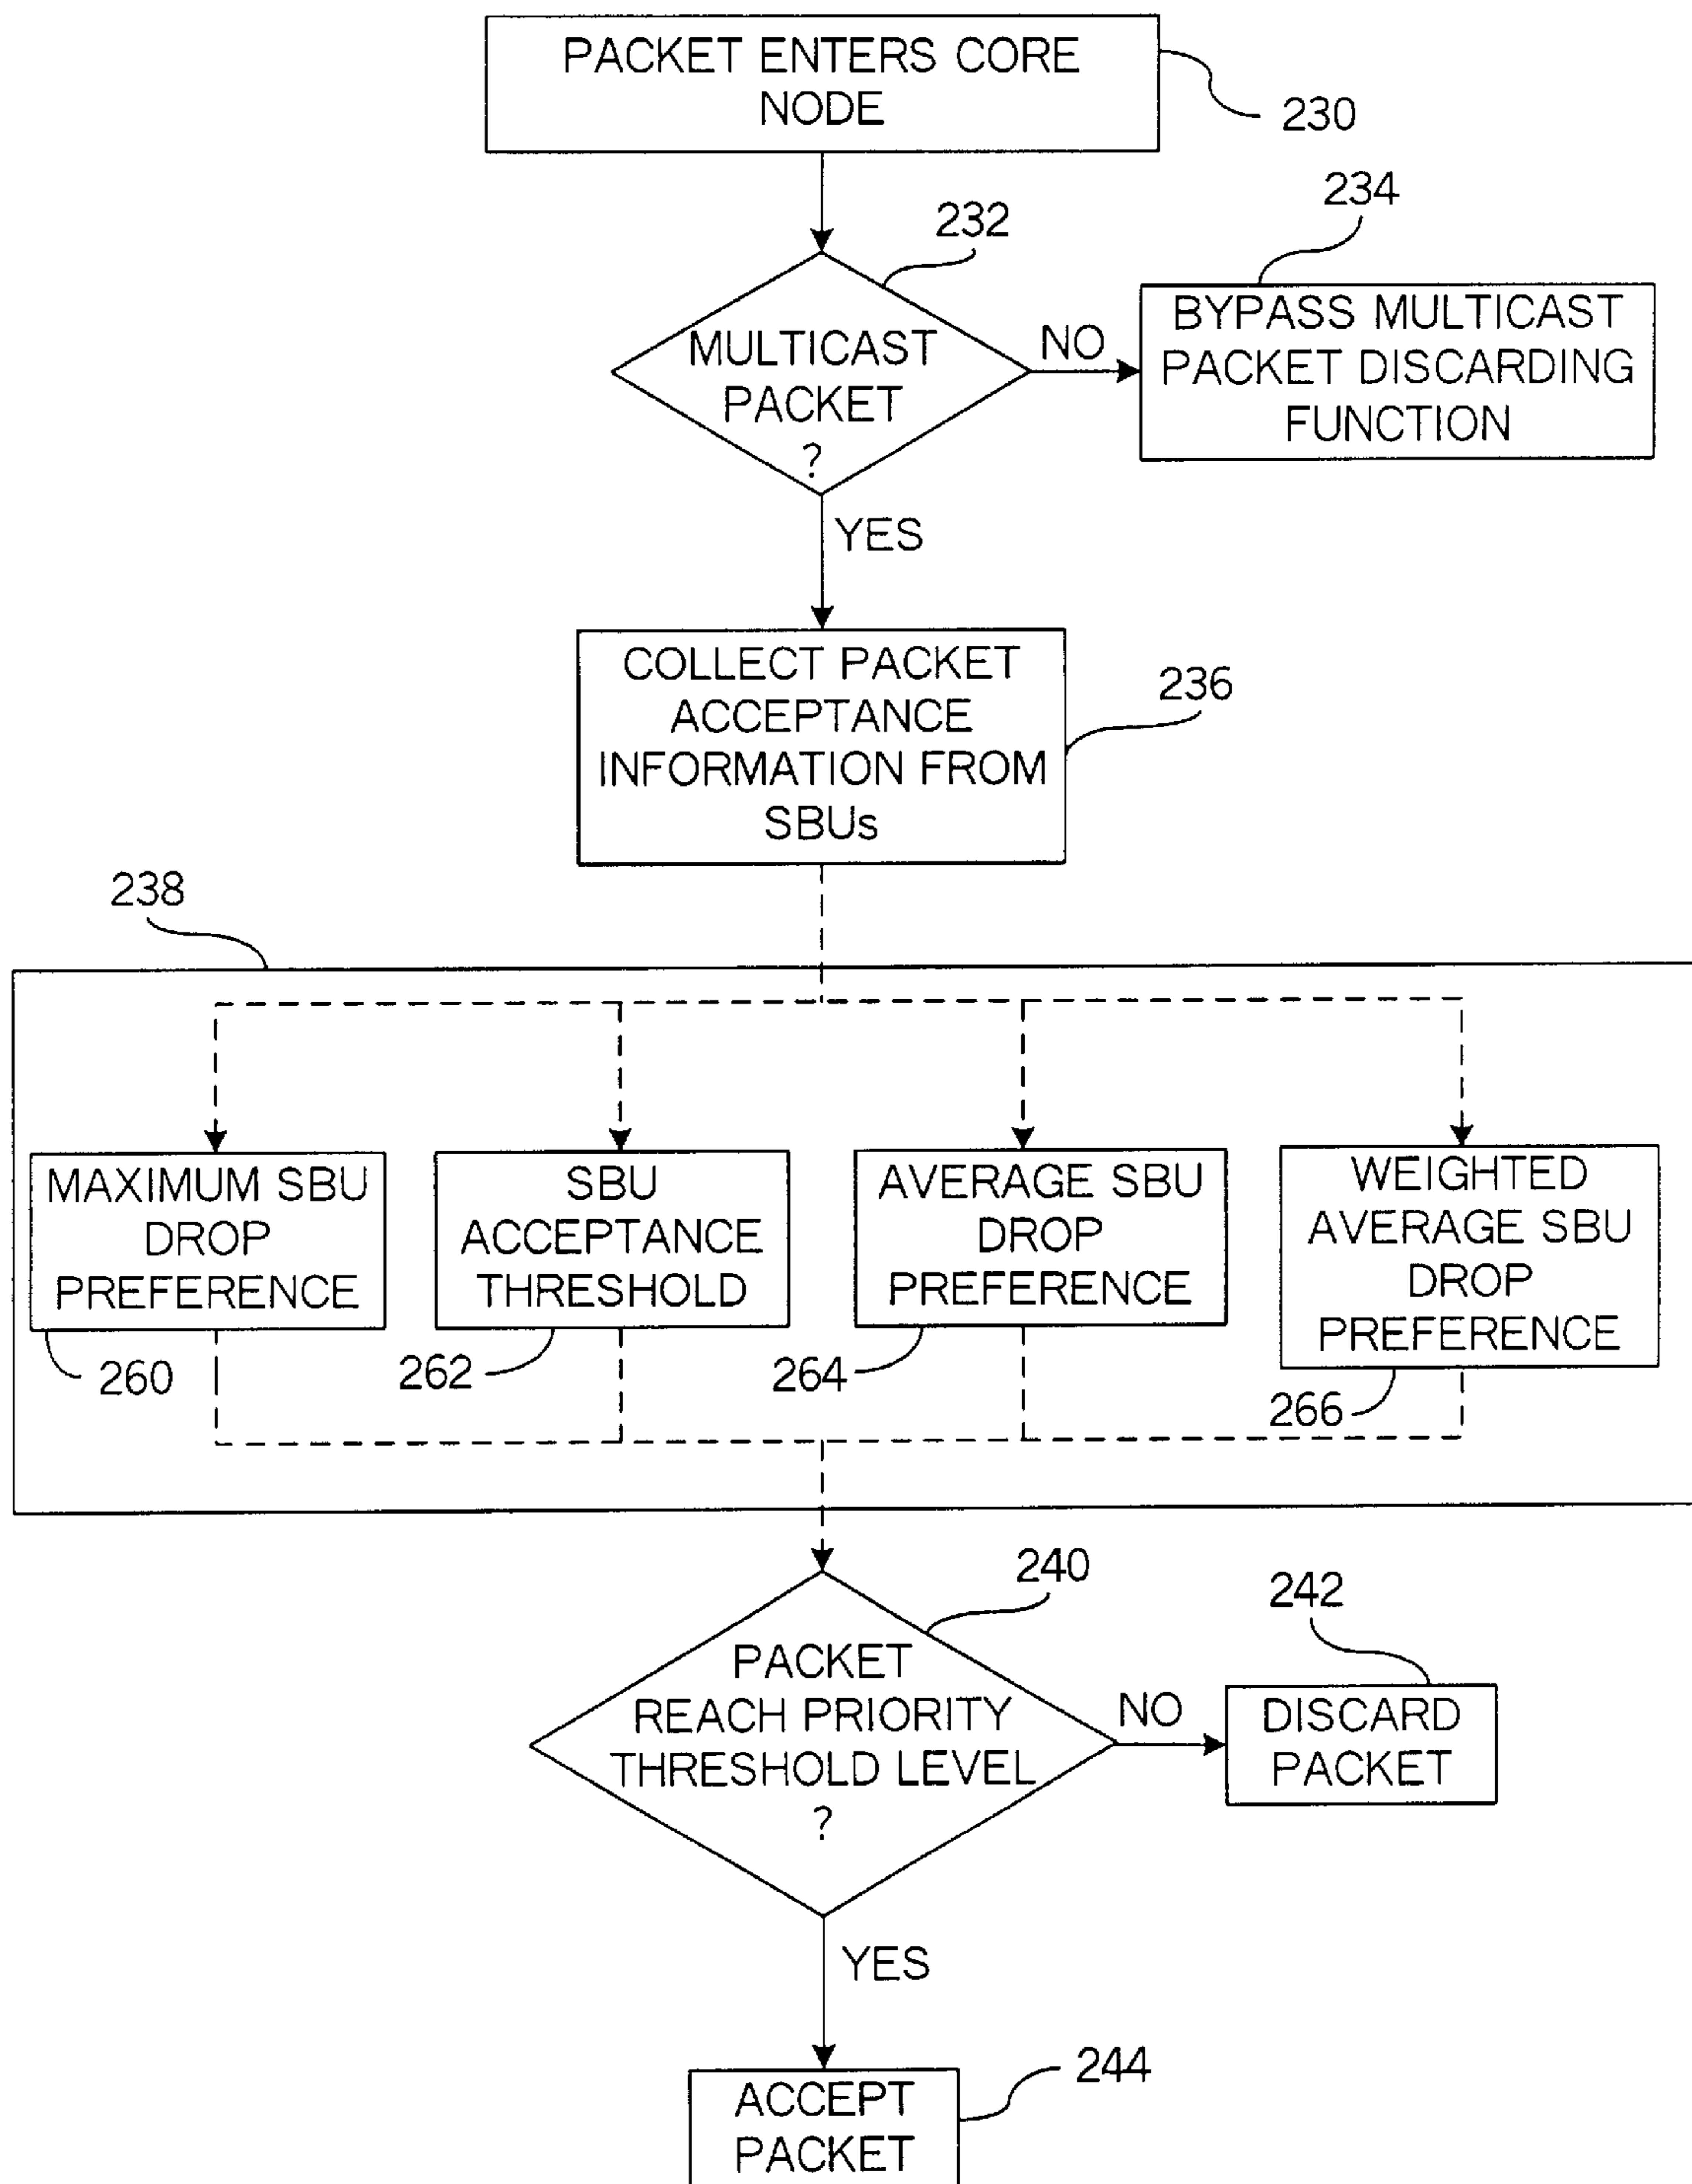 PACKET ENTERS CORE
NODE
230
232
234
MULTICAST
PACKET
?
NO
BYPASS MULTICAST
PACKET DISCARDING
FUNCTION
YES
COLLECT PACKET
ACCEPTANCE
INFORMATION FROM
SBUs
236
238
MAXIMUM SBU
DROP
PREFERENCE
260
SBU
ACCEPTANCE
THRESHOLD
262
AVERAGE SBU
DROP
PREFERENCE
264
WEIGHTED
AVERAGE SBU
DROP
PREFERENCE
266
240
242
PACKET
REACH PRIORITY
THRESHOLD LEVEL
?
NO
DISCARD
PACKET
YES
244
ACCEPT
PACKET